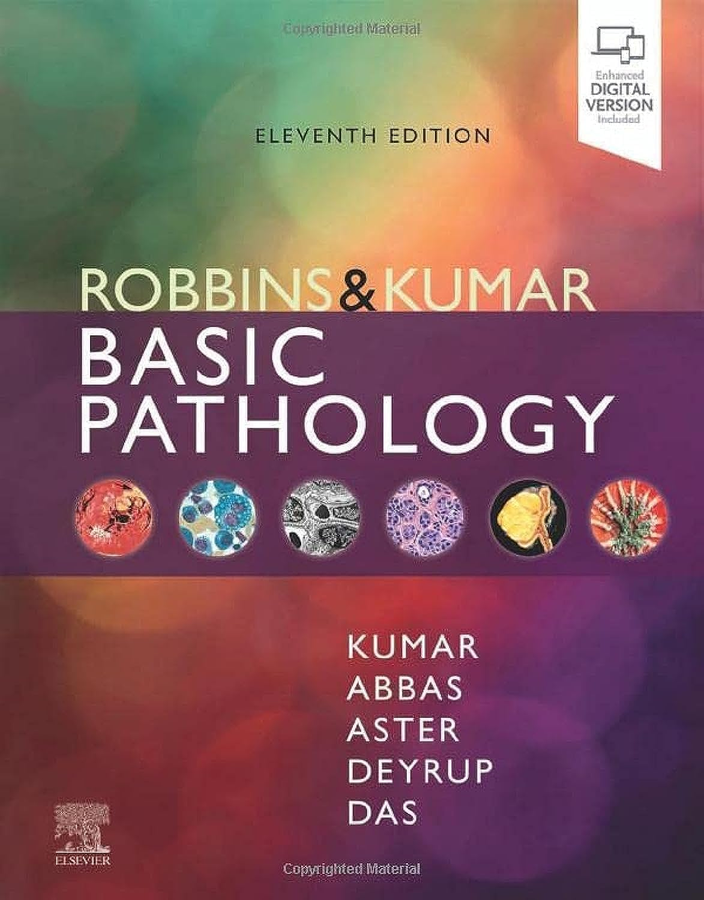 Copyrighted Material
Enhanced
DIGITAL
VERSION
Included
ELEVENTH EDITION
ROBBINS&KUMAR
BASIC
PATHOLOGY
KUMAR
ABBAS
ASTER
DEYRUP
DAS
ELSEVIER
Copyrighted Material